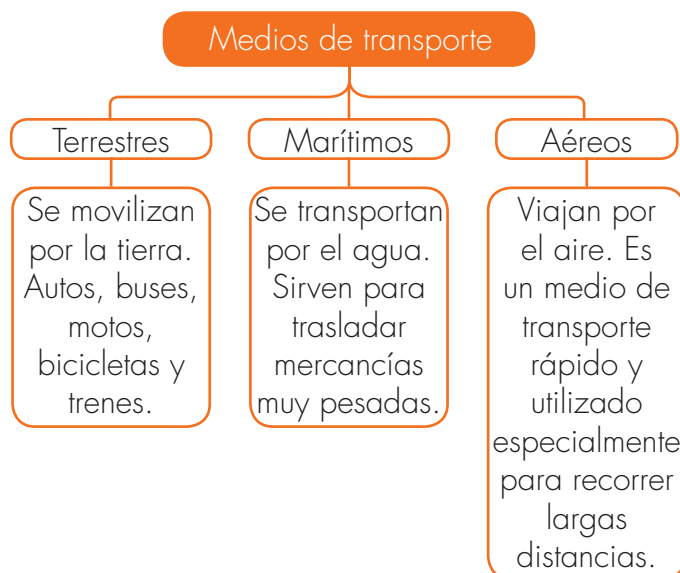 Medios de transporte
Terrestres
Se movilizan
por la tierra.
Autos, buses,
motos,
bicicletas y
trenes.
Marítimos
Se transportan
por el agua.
Sirven para
trasladar
mercancías
muy pesadas.
Aéreos
Viajan por
el aire. Es
un medio de
transporte
rápido y
utilizado
especialmente
para recorrer
largas
distancias.